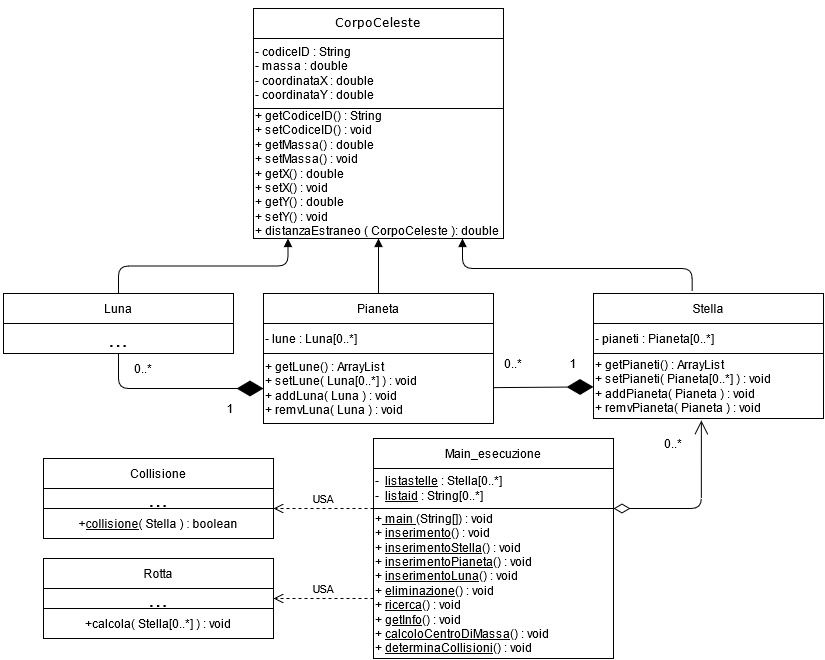 CorpoCeleste
- codiceID : String
- massa : double
- coordinataX : double
- coordinataY : double
+ getCodiceID() : String
+ setCodiceID() : void
+ getMassa() : double
+ setMassa() : void
+ getX() : double
+ setX() : void
+ getY() : double
+ setY() : void
+ distanzaEstraneo ( CorpoCeleste ): double
Luna
...
0..*
1
Pianeta
- lune : Luna[0..*]
+ getLune() : ArrayList
+ setLune( Luna[0..*] ) : void
+ addLuna( Luna ) : void
+ remvLuna( Luna ) : void
0..*
1
Stella
- pianeti : Pianeta[0..*]
+ getPianeti() : ArrayList
+ setPianeti( Pianeta[0..*] ) : void
+ addPianeta( Pianeta ) : void
+ remvPianeta( Pianeta ) : void
0..*
Main_esecuzione
- listastelle : Stella[0..*]
- listaid : String[0..*]
+ main (String[]) : void
+ inserimento() : void
+ inserimentoStella() : void
+ inserimentoPianeta() : void
+ inserimentoLuna() : void
+ eliminazione() : void
+ ricerca() : void
+ getInfo() : void
+ calcoloCentroDiMassa() : void
+ determinaCollisioni() : void
USA
USA
Collisione
...
+collisione( Stella ) : boolean
Rotta
...
+calcola( Stella[0..*] ) : void